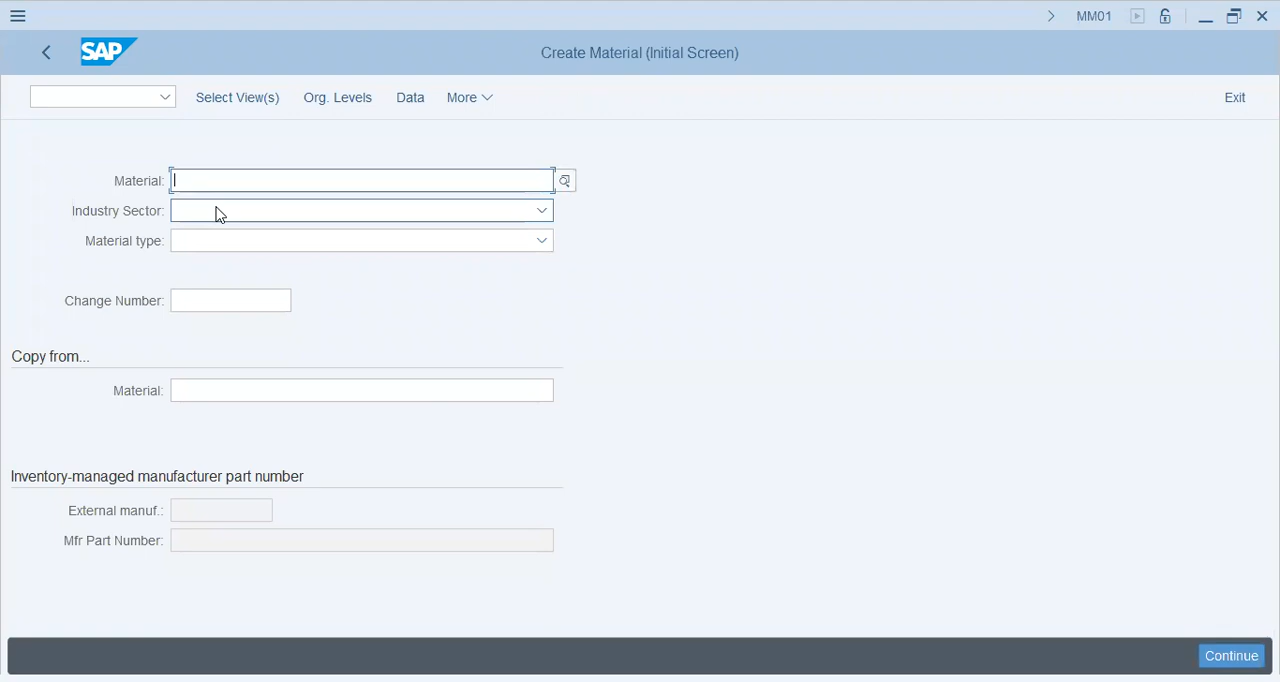 MM01
SAP Create Material (Initial Screen)
Select View(s) Org. Levels Data More Exit
Material:
Industry Sector:
Material type:
Change Number:
Copy from...
Material:
Inventory-managed manufacturer part number
External manuf.:
Mfr Part Number:
Continue